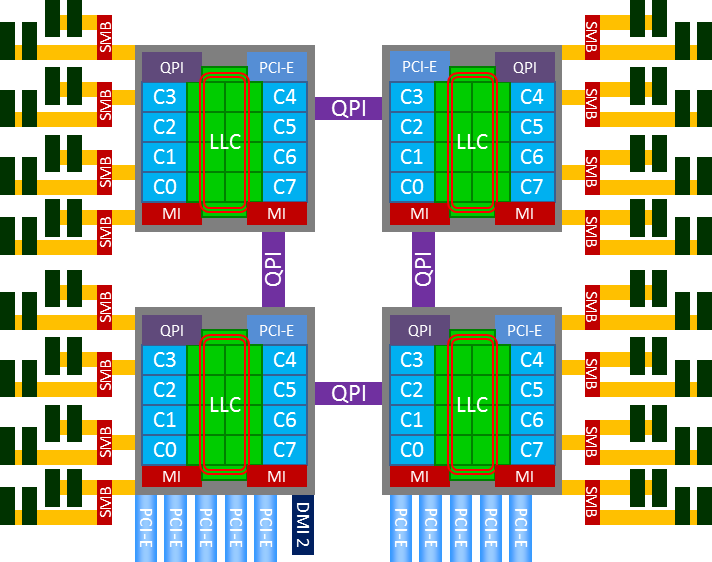 SMB
QPI
PCI-E
PCI-E
QPI
SMB
SMB
C3
C4
C3
C4
SMB
C2
LLC
C5
QPI
C2
LLC
C5
SMB
C1
C6
C1
C6
SMB
C0
C7
C0
C7
SMB
MI
MI
MI
MI
SMB
QPI
QPI
SMB
QPI
PCI-E
QPI
PCI-E
SMB
SMB
C3
C4
C3
C4
SMB
C2
LLC
C5
QPI
C2
LLC
C5
SMB
C1
C6
C1
C6
SMB
C0
C7
C0
C7
SMB
MI
MI
MI
MI
SMB
PCI-E
PCI-E
PCI-E
PCI-E
PCI-E
DMI 2
PCI-E
PCI-E
PCI-E
PCI-E
PCI-E
SMB